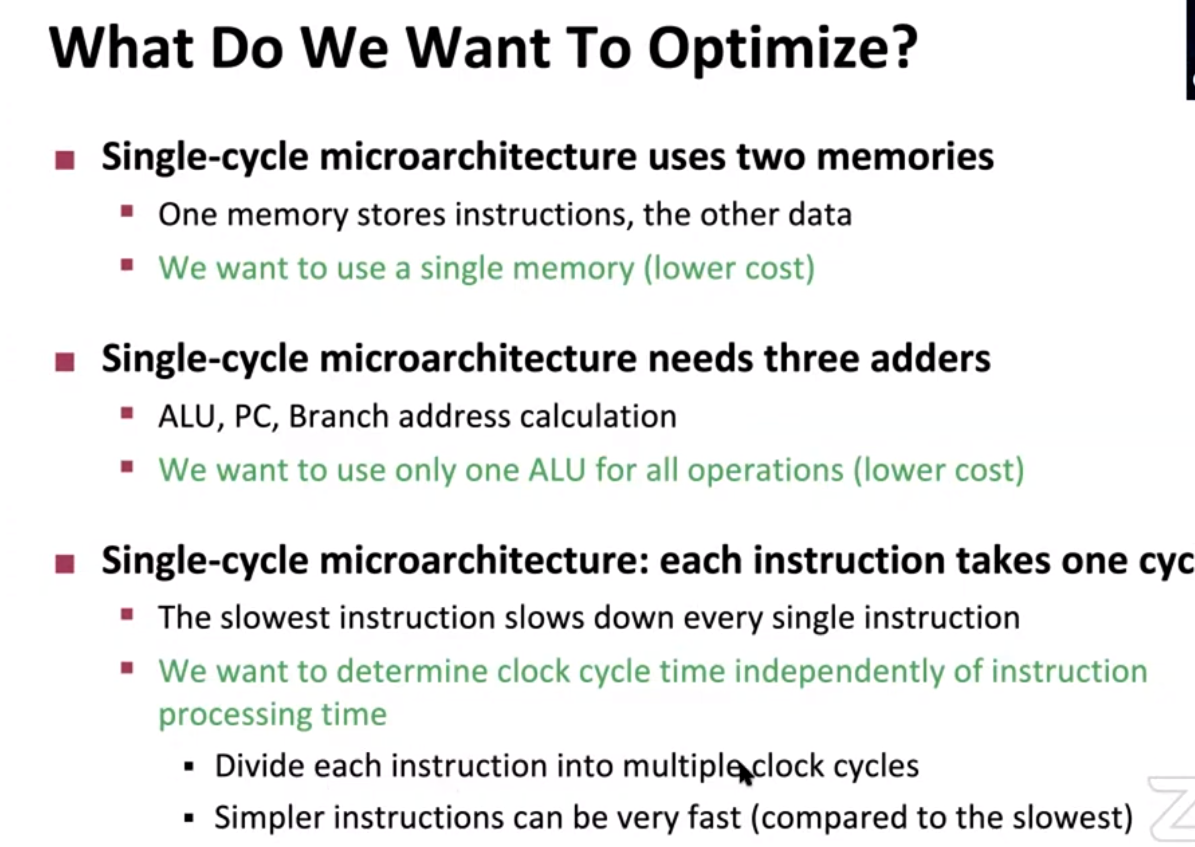 What Do We Want To Optimize?
Single-cycle microarchitecture uses two memories
One memory stores instructions, the other data
We want to use a single memory (lower cost)
Single-cycle microarchitecture needs three adders
ALU, PC, Branch address calculation
We want to use only one ALU for all operations (lower cost)
Single-cycle microarchitecture: each instruction takes one cyc
The slowest instruction slows down every single instruction
We want to determine clock cycle time independently of instruction
processing time
Divide each instruction into multiple clock cycles
Simpler instructions can be very fast (compared to the slowest)